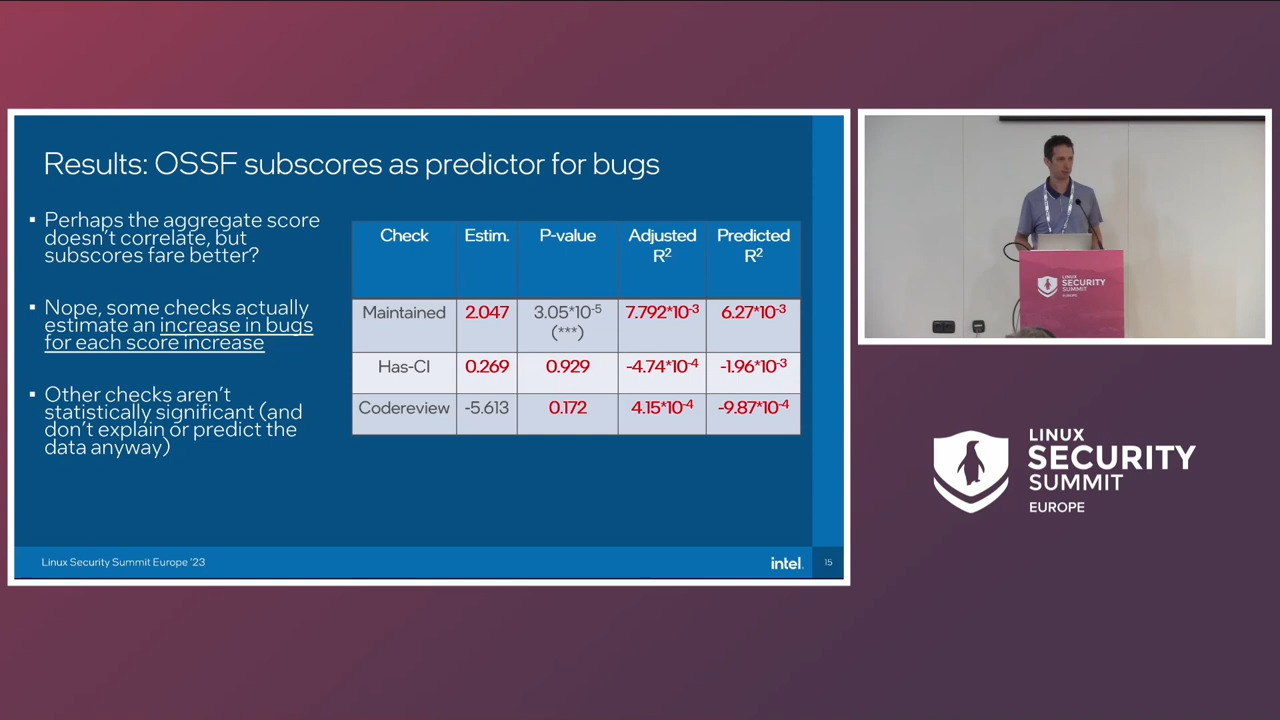 Results: OSSF subscores as predictor for bugs
▪ Perhaps the aggregate score
doesn't correlate, but
subscores fare better?
▪ Nope, some checks actually
estimate an increase in bugs
for each score increase
▪ Other checks aren't
statistically significant (and
don't explain or predict the
data anyway)
Check Estim. P-value Adjusted R² Predicted R²
Maintained 2.047 3.05*10⁻⁵ (***) 7.792*10⁻³ 6.27*10⁻³
Has-CI 0.269 0.929 -4.74*10⁻⁴ -1.96*10⁻³
Codereview -5.613 0.172 4.15*10⁻⁴ -9.87*10⁻⁴
Linux Security Summit Europe '23
intel.
15
LINUX
SECURITY
SUMMIT
EUROPE
LINUX
SECURITY
SUMMIT
EUROPE